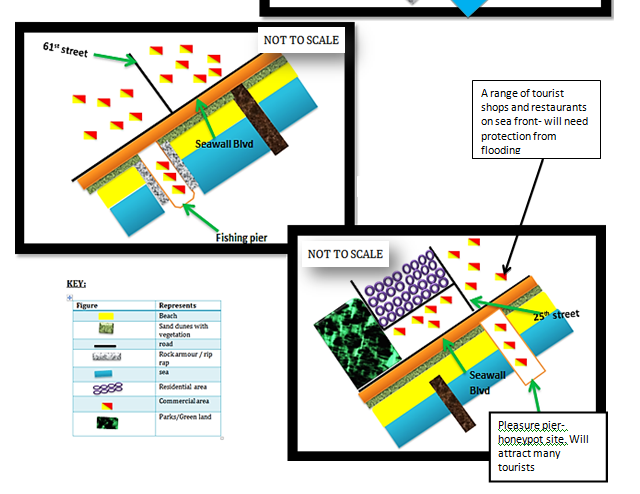 61st street
NOT TO SCALE
Seawall Blvd
Fishing pier
A range of tourist
shops and restaurants
on sea front- will need
protection from
flooding
NOT TO SCALE
25th street
Seawall
Blvd
Pleasure pier-
honeypot site. Will
attract many
tourists
KEY:
Figure Represents
Beach
Sand dunes with
vegetation
road
Rock armour / rip
rap
sea
Residential area
Commercial area
Parks/Green land